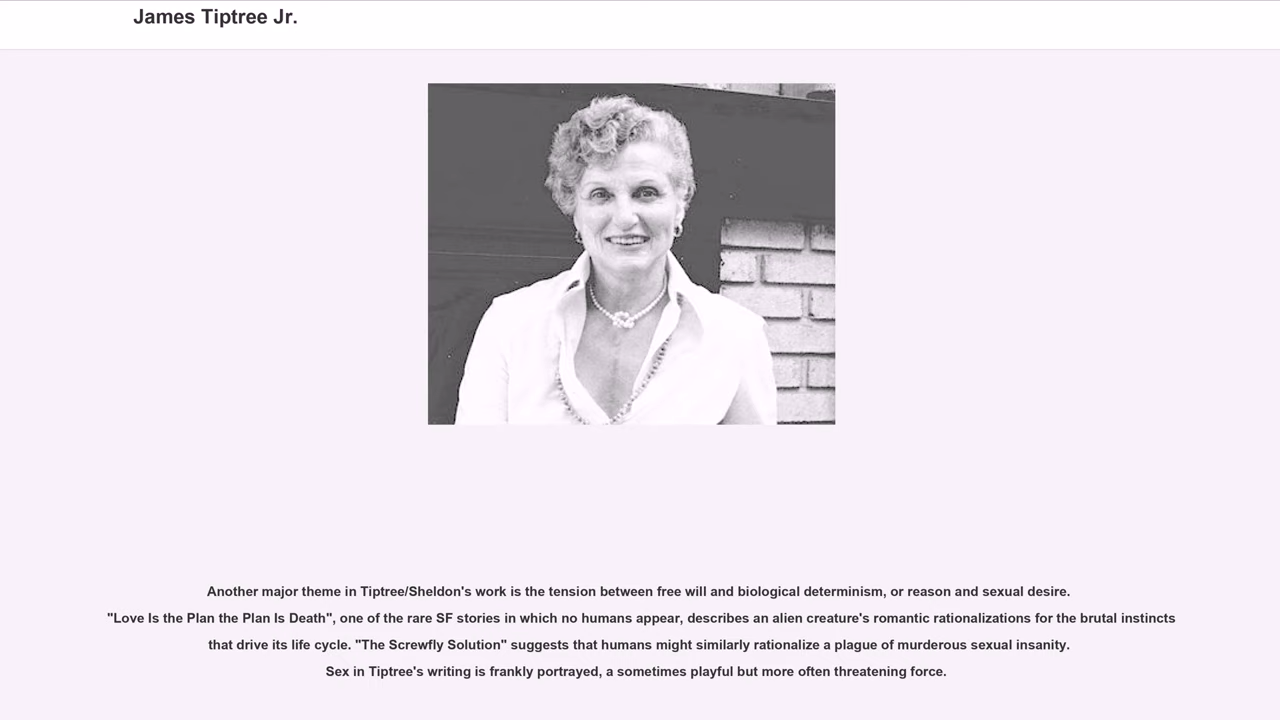 James Tiptree Jr.
Another major theme in Tiptree/Sheldon's work is the tension between free will and biological determinism, or reason and sexual desire.
"Love Is the Plan the Plan Is Death", one of the rare SF stories in which no humans appear, describes an alien creature's romantic rationalizations for the brutal instincts
that drive its life cycle. "The Screwfly Solution" suggests that humans might similarly rationalize a plague of murderous sexual insanity.
Sex in Tiptree's writing is frankly portrayed, a sometimes playful but more often threatening force.